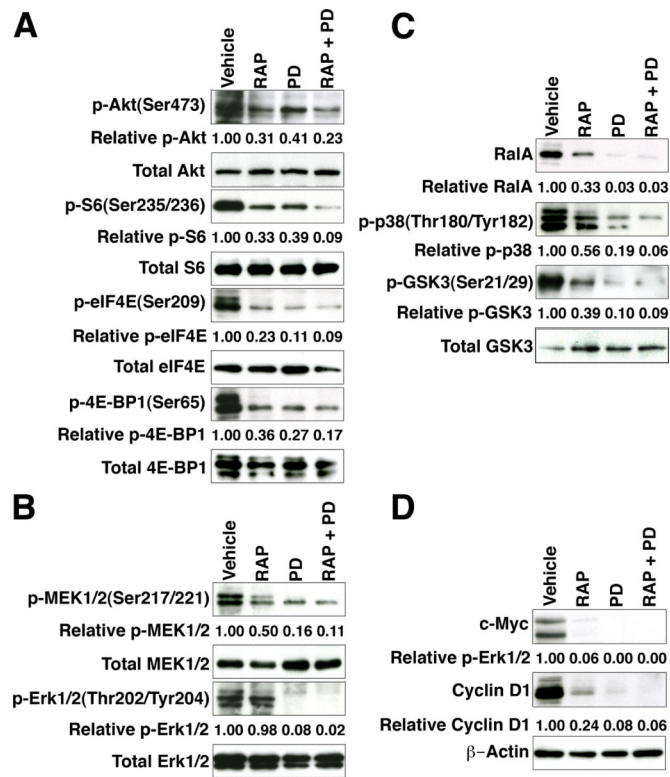 A
Vehicle
RAP
PD
RAP + PD
p-Akt(Ser473)
Relative p-Akt 1.00 0.31 0.41 0.23
Total Akt
p-S6(Ser235/236)
Relative p-S6 1.00 0.33 0.39 0.09
Total S6
p-eIF4E(Ser209)
Relative p-eIF4E 1.00 0.23 0.11 0.09
Total eIF4E
p-4E-BP1(Ser65)
Relative p-4E-BP1 1.00 0.36 0.27 0.17
Total 4E-BP1
B
Vehicle
RAP
PD
RAP + PD
p-MEK1/2(Ser217/221)
Relative p-MEK1/2 1.00 0.50 0.16 0.11
Total MEK1/2
p-Erk1/2(Thr202/Tyr204)
Relative p-Erk1/2 1.00 0.98 0.08 0.02
Total Erk1/2
C
Vehicle
RAP
PD
RAP + PD
RalA
Relative RalA 1.00 0.33 0.03 0.03
p-p38(Thr180/Tyr182)
Relative p-p38 1.00 0.56 0.19 0.06
p-GSK3(Ser21/29)
Relative p-GSK3 1.00 0.39 0.10 0.09
Total GSK3
D
Vehicle
RAP
PD
RAP + PD
c-Myc
Relative p-Erk1/2 1.00 0.06 0.00 0.00
Cyclin D1
Relative Cyclin D1 1.00 0.24 0.08 0.06
β-Actin